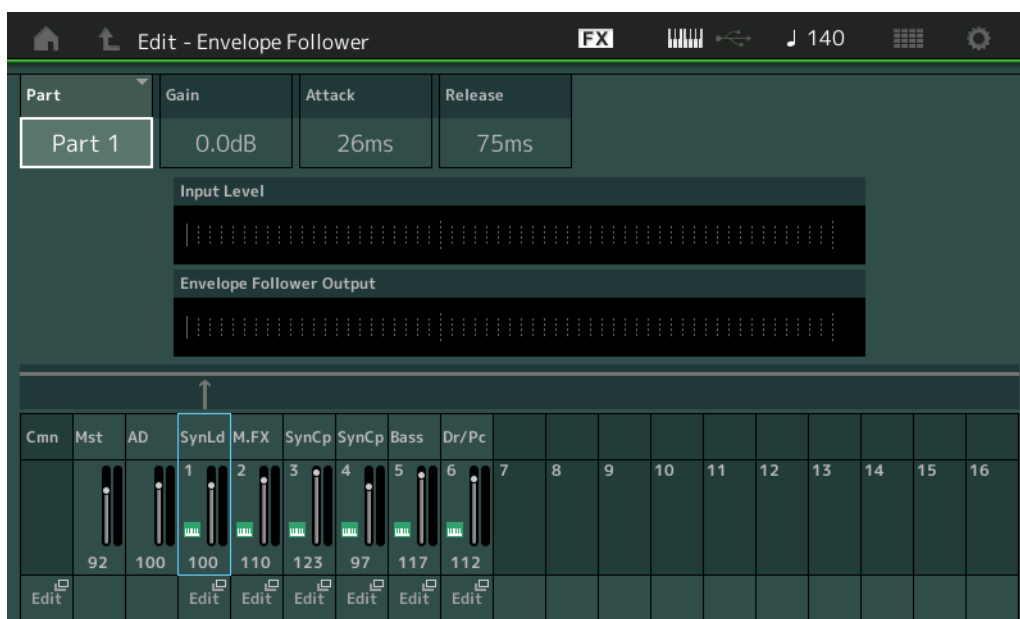 Edit - Envelope Follower FX 140
Part Gain Attack Release
Part 1 0.0dB 26ms 75ms
Input Level
Envelope Follower Output
Cmn Mst AD SynLd M.FX SynCp SynCp Bass Dr/Pc
1 2 3 4 5 6 7 8 9 10 11 12 13 14 15 16
92 100 100 110 123 97 117 112
Edit Edit Edit Edit Edit Edit Edit